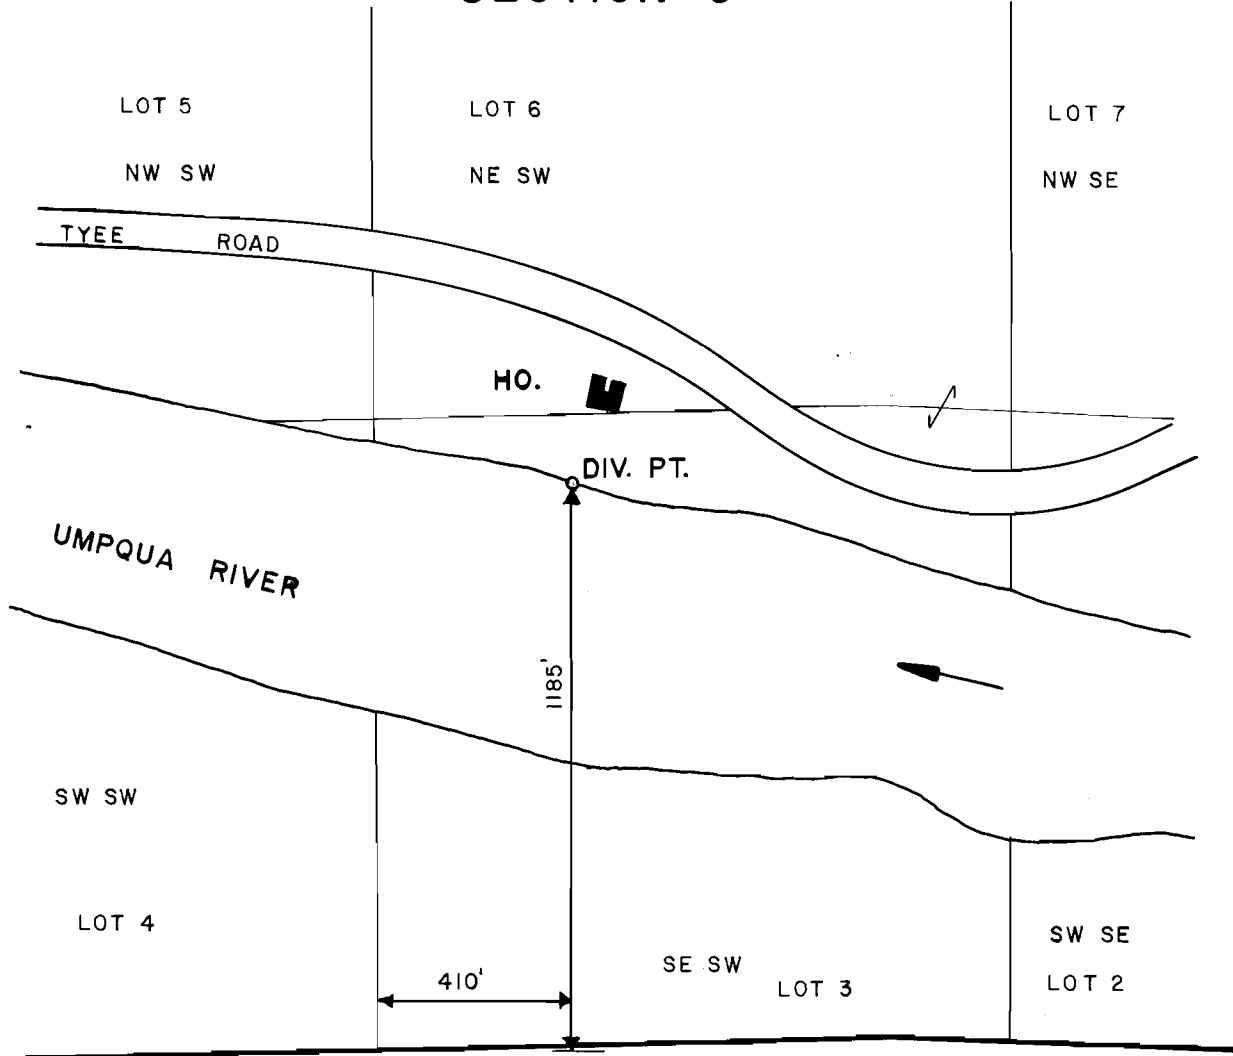 LOT 5
LOT 6
LOT 7
NW SW
NE SW
NW SE
TYEE ROAD
HO.
DIV. PT.
UMPQUA RIVER
1185'
SW SW
LOT 4
410'
SE SW
LOT 3
SW SE
LOT 2